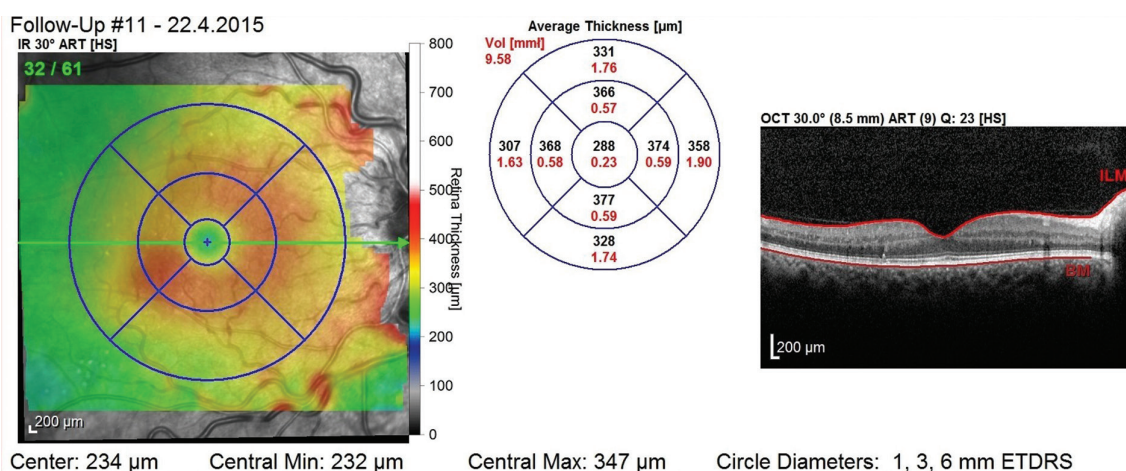 Follow-Up #11 - 22.4.2015
IR 30° ART [HS]
32 / 61
200 µm
800
700
600
500
400
300
200
100
0
Retina Thickness [µm]
Average Thickness [µm]
Vol [mm³]
9.58
331
1.76
366
0.57
307 368 288 374 358
1.63 0.58 0.23 0.59 1.90
377
0.59
328
1.74
OCT 30.0° (8.5 mm) ART (9) Q: 23 [HS]
ILM
BM
200 µm
Center: 234 µm Central Min: 232 µm Central Max: 347 µm Circle Diameters: 1, 3, 6 mm ETDRS